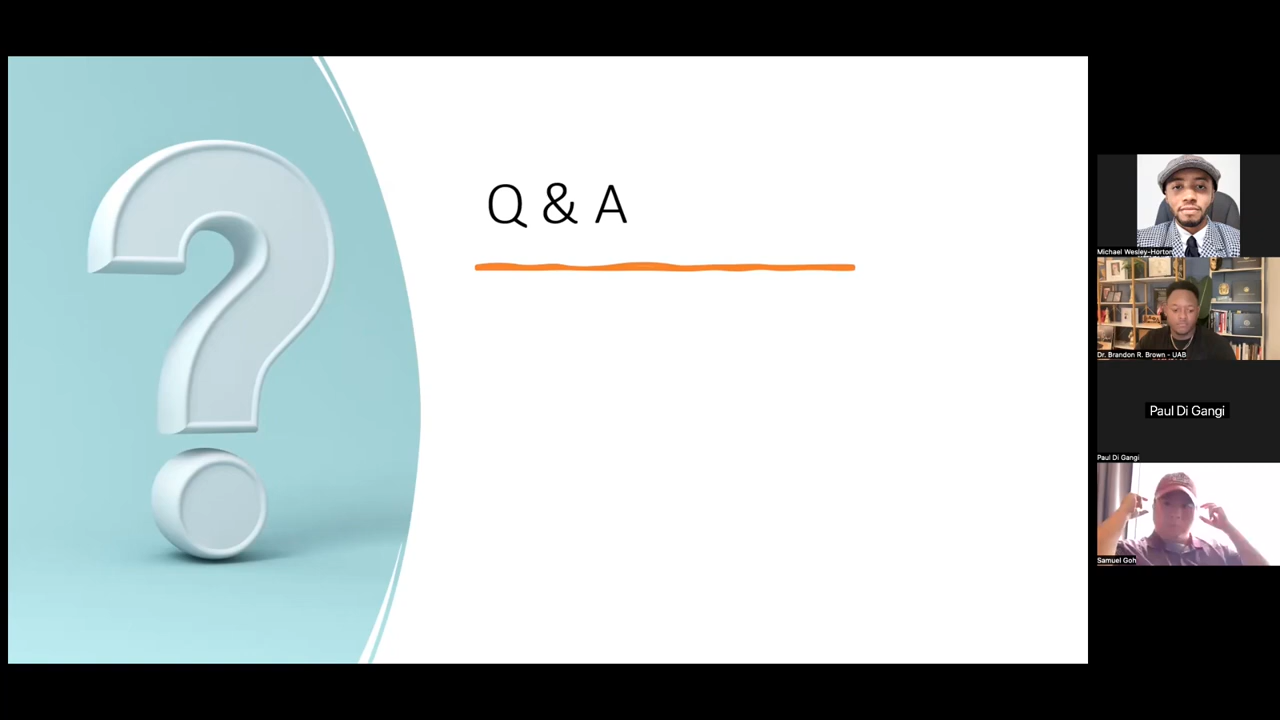 Q & A
Michael Wesley-Horton
Dr. Brandon R. Brown - UAB
Paul Di Gangi
Paul Di Gangi
Samuel Goh